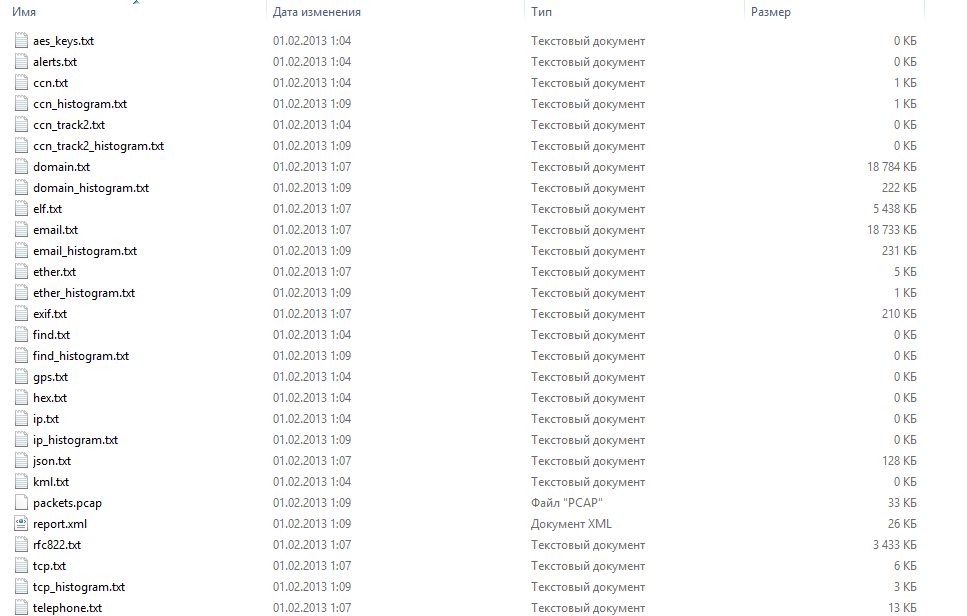 Имя Дата изменения Тип Размер
aes_keys.txt 01.02.2013 1:04 Текстовый документ 0 КБ
alerts.txt 01.02.2013 1:04 Текстовый документ 0 КБ
ccn.txt 01.02.2013 1:04 Текстовый документ 1 КБ
ccn_histogram.txt 01.02.2013 1:09 Текстовый документ 1 КБ
ccn_track2.txt 01.02.2013 1:04 Текстовый документ 0 КБ
ccn_track2_histogram.txt 01.02.2013 1:09 Текстовый документ 0 КБ
domain.txt 01.02.2013 1:07 Текстовый документ 18 784 КБ
domain_histogram.txt 01.02.2013 1:09 Текстовый документ 222 КБ
elf.txt 01.02.2013 1:07 Текстовый документ 5 438 КБ
email.txt 01.02.2013 1:07 Текстовый документ 18 733 КБ
email_histogram.txt 01.02.2013 1:09 Текстовый документ 231 КБ
ether.txt 01.02.2013 1:07 Текстовый документ 5 КБ
ether_histogram.txt 01.02.2013 1:09 Текстовый документ 1 КБ
exif.txt 01.02.2013 1:07 Текстовый документ 210 КБ
find.txt 01.02.2013 1:04 Текстовый документ 0 КБ
find_histogram.txt 01.02.2013 1:09 Текстовый документ 0 КБ
gps.txt 01.02.2013 1:04 Текстовый документ 0 КБ
hex.txt 01.02.2013 1:04 Текстовый документ 0 КБ
ip.txt 01.02.2013 1:04 Текстовый документ 0 КБ
ip_histogram.txt 01.02.2013 1:09 Текстовый документ 0 КБ
json.txt 01.02.2013 1:07 Текстовый документ 128 КБ
kml.txt 01.02.2013 1:04 Текстовый документ 0 КБ
packets.pcap 01.02.2013 1:09 Файл "PCAP" 33 КБ
report.xml 01.02.2013 1:09 Документ XML 26 КБ
rfc822.txt 01.02.2013 1:07 Текстовый документ 3 433 КБ
tcp.txt 01.02.2013 1:07 Текстовый документ 6 КБ
tcp_histogram.txt 01.02.2013 1:09 Текстовый документ 3 КБ
telephone.txt 01.02.2013 1:07 Текстовый документ 13 КБ